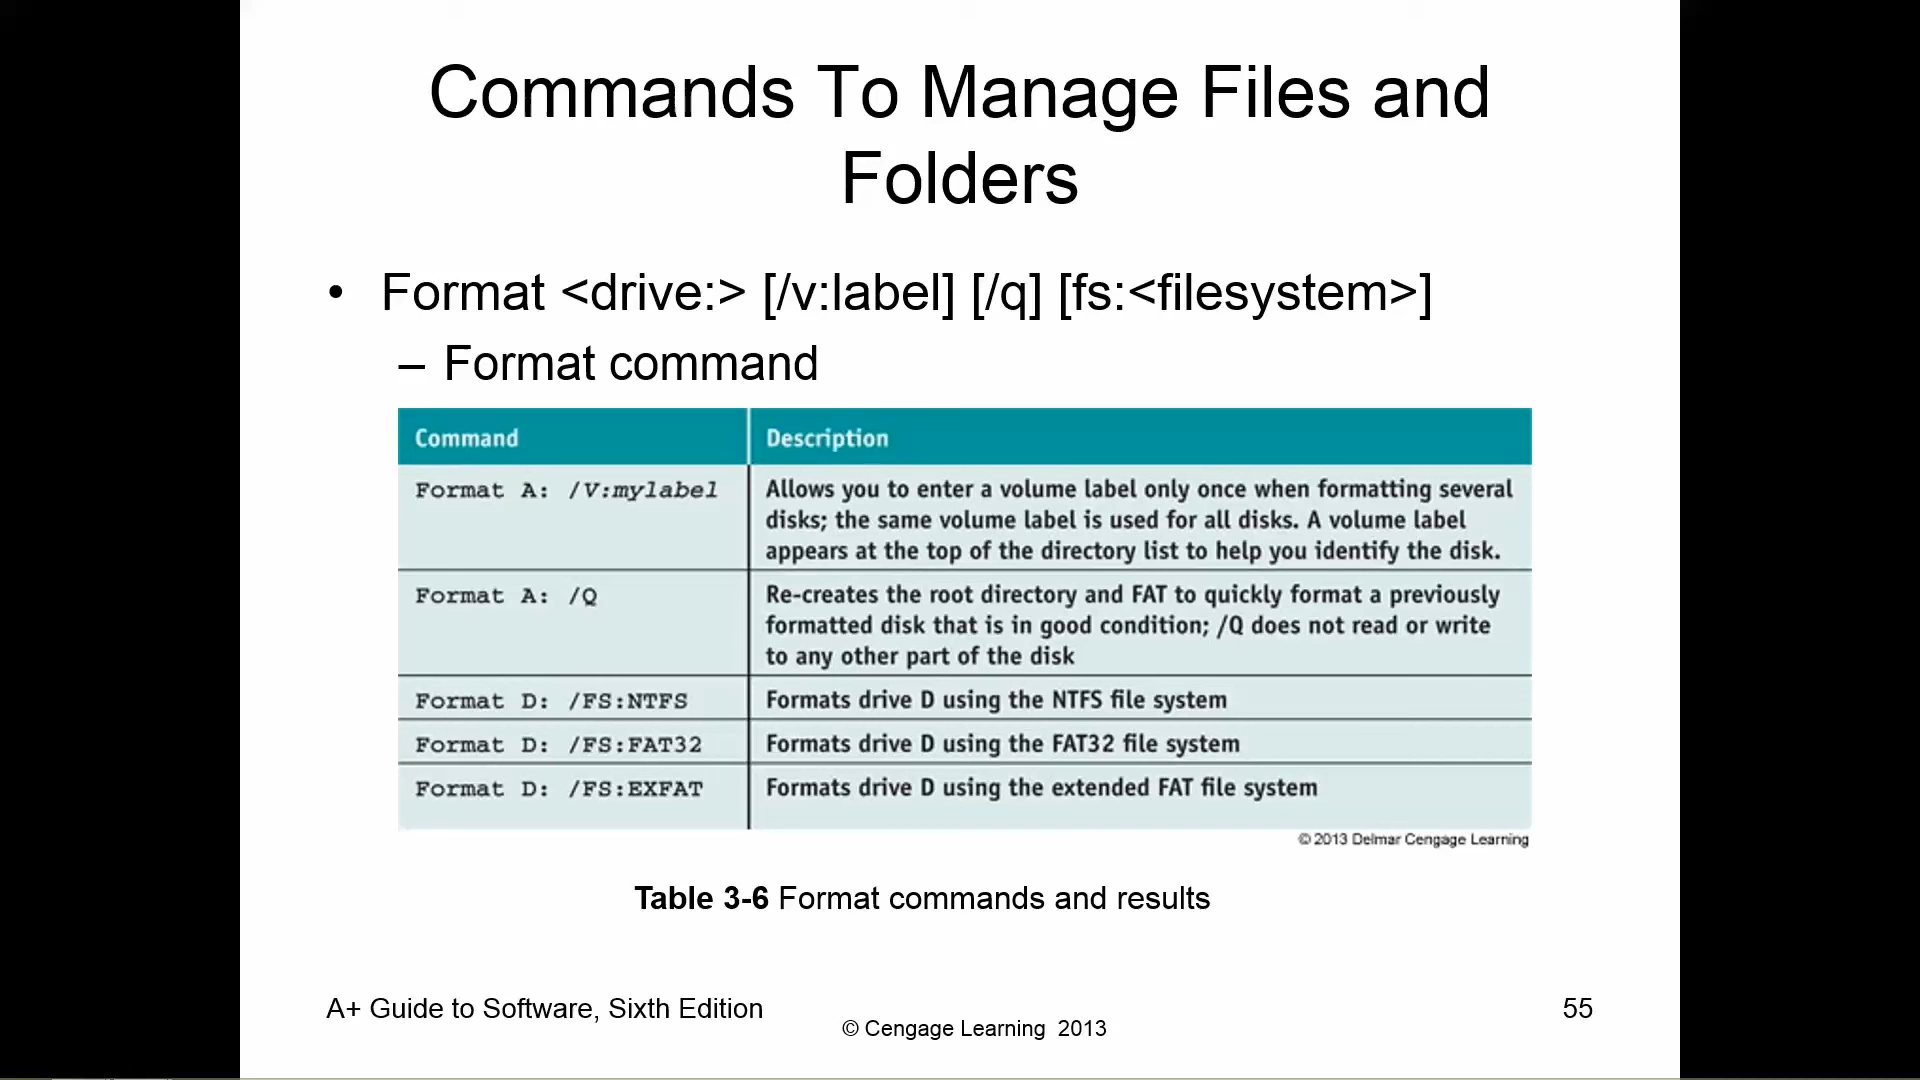 Commands To Manage Files and
Folders
• Format <drive:> [/v:label] [/q] [fs:<filesystem>]
– Format command
Command Description
Format A: /V:mylabel Allows you to enter a volume label only once when formatting several
disks; the same volume label is used for all disks. A volume label
appears at the top of the directory list to help you identify the disk.
Format A: /Q Re-creates the root directory and FAT to quickly format a previously
formatted disk that is in good condition; /Q does not read or write
to any other part of the disk
Format D: /FS:NTFS Formats drive D using the NTFS file system
Format D: /FS:FAT32 Formats drive D using the FAT32 file system
Format D: /FS:EXFAT Formats drive D using the extended FAT file system
© 2013 Delmar Cengage Learning
Table 3-6 Format commands and results
A+ Guide to Software, Sixth Edition
© Cengage Learning 2013
55